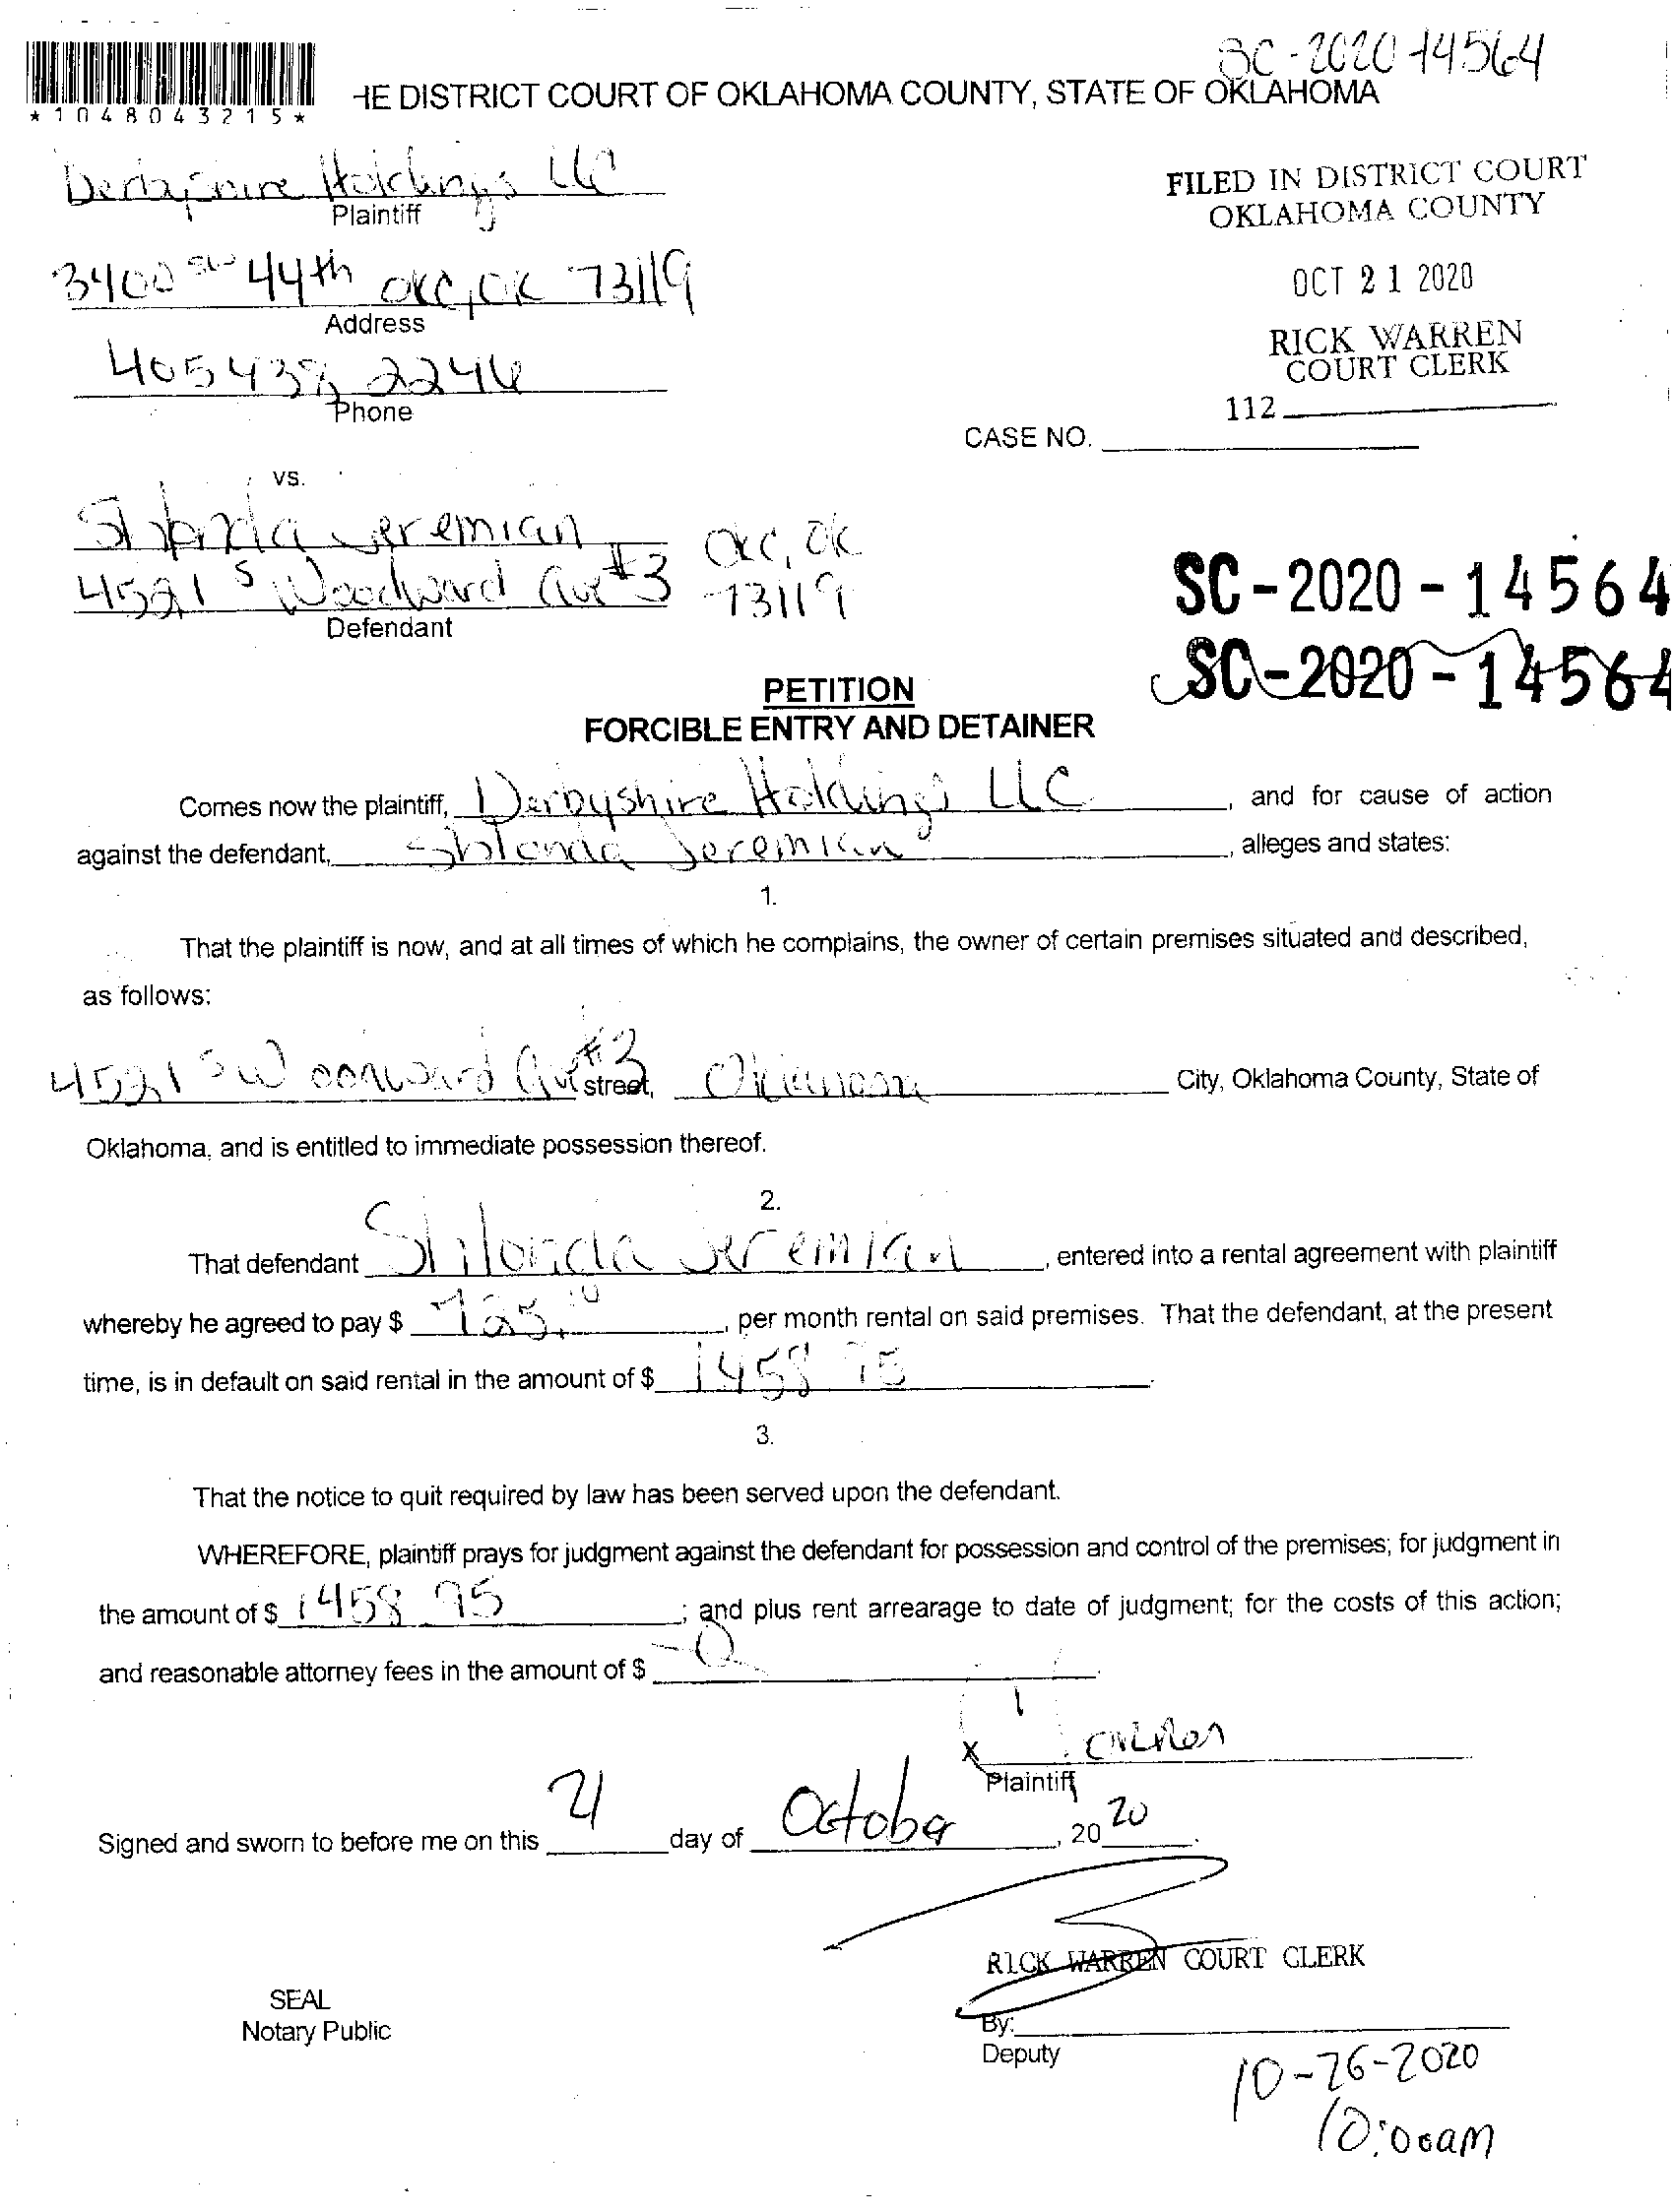 SC-2020-14564
*1048043215*
HE DISTRICT COURT OF OKLAHOMA COUNTY, STATE OF OKLAHOMA
Derbyshire Holdings LLC
Plaintiff
3400 SW 44th OKC, OK 73119
Address
405 438 2246
Phone
FILED IN DISTRICT COURT
OKLAHOMA COUNTY
OCT 21 2020
RICK WARREN
COURT CLERK
112
CASE NO.
vs.
Shlonda Jeremian
4521 S Woodward Ave #3
OKC, OK
73119
Defendant
SC-2020-14564
SC-2020-14564
PETITION
FORCIBLE ENTRY AND DETAINER
Comes now the plaintiff, Derbyshire Holdings LLC, and for cause of action
against the defendant, Shlonda Jeremian, alleges and states:
1.
That the plaintiff is now, and at all times of which he complains, the owner of certain premises situated and described,
as follows:
4521 S Woodward Ave #3 street, Oklahoma City, Oklahoma County, State of
Oklahoma, and is entitled to immediate possession thereof.
2.
That defendant Shlonda Jeremian, entered into a rental agreement with plaintiff
whereby he agreed to pay $ , per month rental on said premises. That the defendant, at the present
time, is in default on said rental in the amount of $ 1458
3.
That the notice to quit required by law has been served upon the defendant.
WHEREFORE, plaintiff prays for judgment against the defendant for possession and control of the premises; for judgment in
the amount of $ 1458 95; and plus rent arrearage to date of judgment; for the costs of this action;
and reasonable attorney fees in the amount of $ -0-
X
Plaintiff
Signed and sworn to before me on this 21 day of October, 2020.
RICK WARREN COURT CLERK
SEAL
Notary Public
By:
Deputy
10-26-2020
10:00am